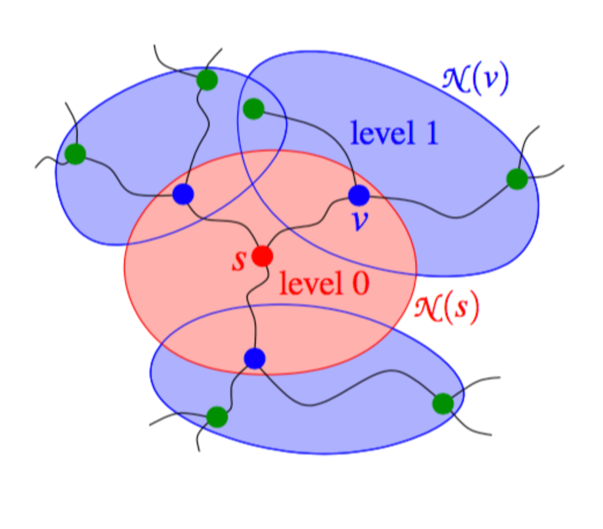 𝒩(v)
level 1
v
s
level 0
𝒩(s)